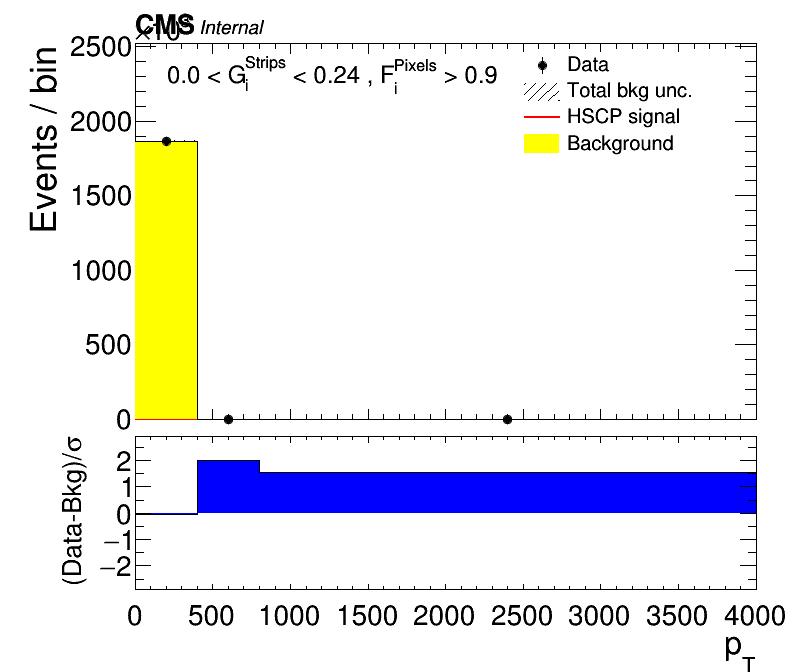 CMS Internal
×10³
0.0 < G_i^Strips < 0.24 , F_i^Pixels > 0.9
Data
Total bkg unc.
HSCP signal
Background
Events / bin
2500
2000
1500
1000
500
0
(Data-Bkg)/σ
2
1
0
−1
−2
0 500 1000 1500 2000 2500 3000 3500 4000
p_T